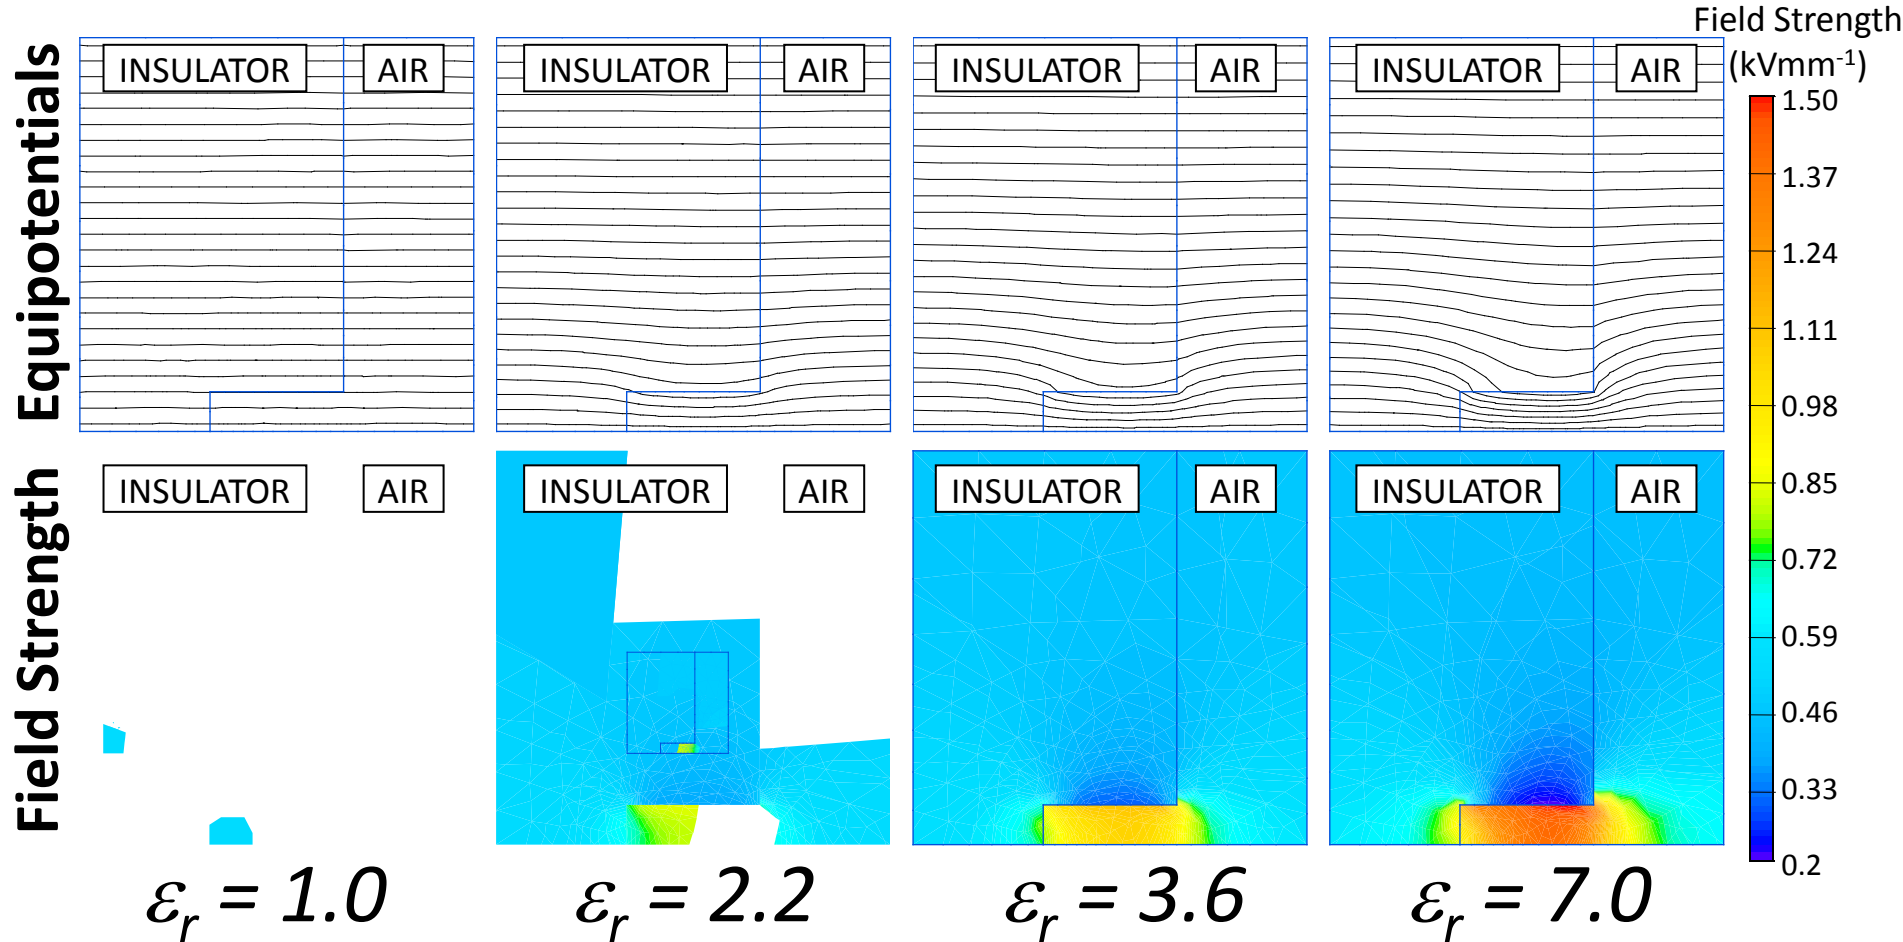 Field Strength
(kVmm-1)
Equipotentials
INSULATOR AIR INSULATOR AIR INSULATOR AIR INSULATOR AIR
1.50
1.37
1.24
1.11
0.98
0.85
0.72
0.59
0.46
0.33
0.2
Field Strength
INSULATOR AIR INSULATOR AIR INSULATOR AIR INSULATOR AIR
εr = 1.0 εr = 2.2 εr = 3.6 εr = 7.0